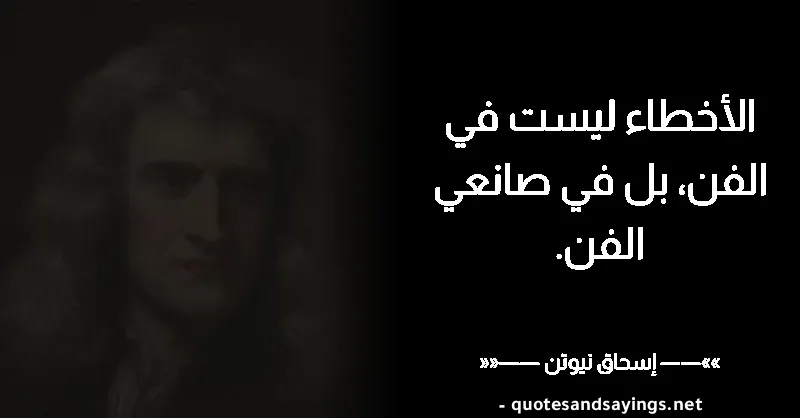 الأخطاء ليست في
الفن، بل في صانعي
الفن.
»»—— إسحاق نيوتن ——««
- quotesandsayings.net